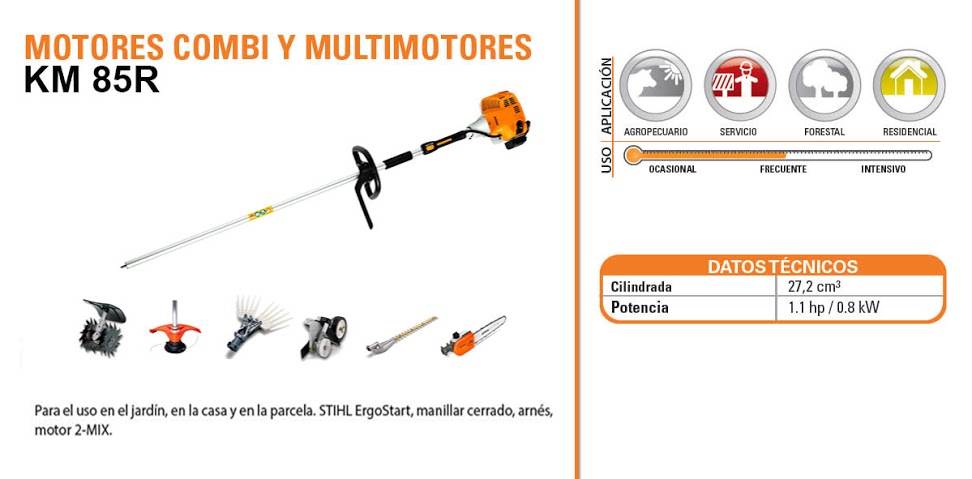 MOTORES COMBI Y MULTIMOTORES
KM 85R
Para el uso en el jardín, en la casa y en la parcela. STIHL ErgoStart, manillar cerrado, arnés,
motor 2-MIX.
APLICACIÓN
AGROPECUARIO SERVICIO FORESTAL RESIDENCIAL
USO
OCASIONAL FRECUENTE INTENSIVO
DATOS TÉCNICOS
Cilindrada 27,2 cm³
Potencia 1.1 hp / 0.8 kW